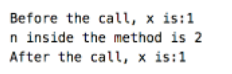 Before the call, x is:1
n inside the method is 2
After the call, x is:1